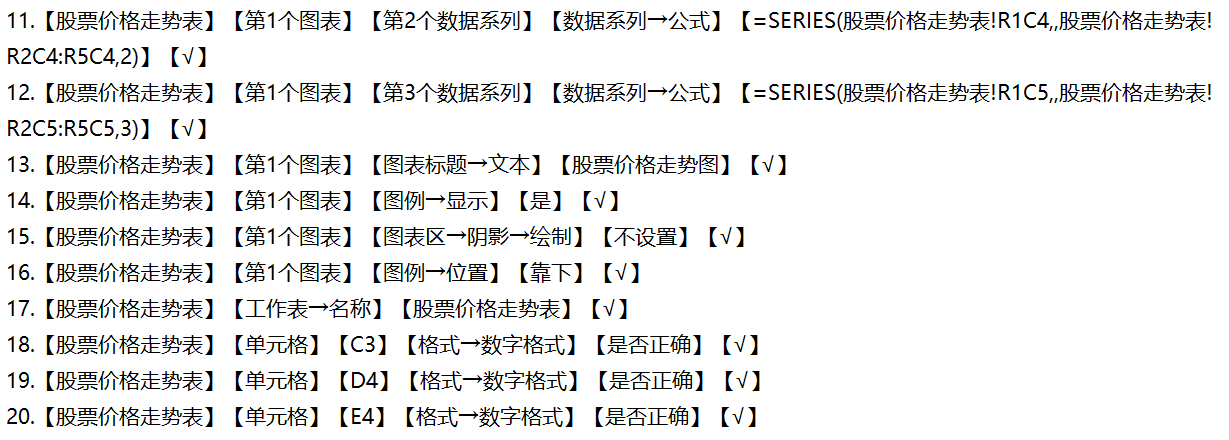 11.【股票价格走势表】【第1个图表】【第2个数据系列】【数据系列→公式】【=SERIES(股票价格走势表!R1C4,,股票价格走势表!
R2C4:R5C4,2)】【√】
12.【股票价格走势表】【第1个图表】【第3个数据系列】【数据系列→公式】【=SERIES(股票价格走势表!R1C5,,股票价格走势表!
R2C5:R5C5,3)】【√】
13.【股票价格走势表】【第1个图表】【图表标题→文本】【股票价格走势图】【√】
14.【股票价格走势表】【第1个图表】【图例→显示】【是】【√】
15.【股票价格走势表】【第1个图表】【图表区→阴影→绘制】【不设置】【√】
16.【股票价格走势表】【第1个图表】【图例→位置】【靠下】【√】
17.【股票价格走势表】【工作表→名称】【股票价格走势表】【√】
18.【股票价格走势表】【单元格】【C3】【格式→数字格式】【是否正确】【√】
19.【股票价格走势表】【单元格】【D4】【格式→数字格式】【是否正确】【√】
20.【股票价格走势表】【单元格】【E4】【格式→数字格式】【是否正确】【√】